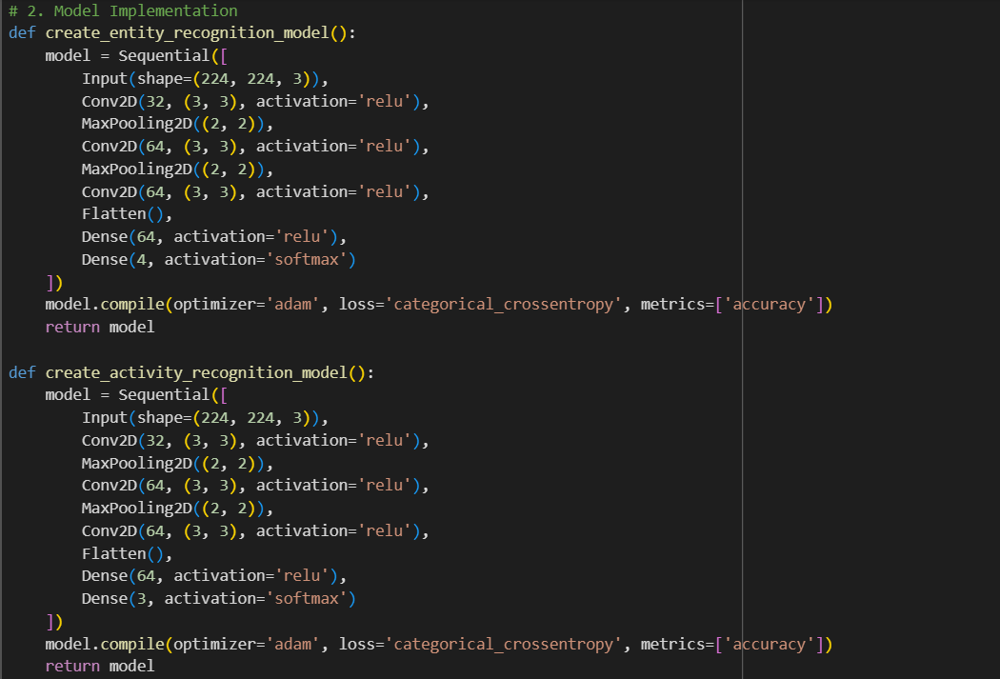 # 2. Model Implementation
def create_entity_recognition_model():
    model = Sequential([
        Input(shape=(224, 224, 3)),
        Conv2D(32, (3, 3), activation='relu'),
        MaxPooling2D((2, 2)),
        Conv2D(64, (3, 3), activation='relu'),
        MaxPooling2D((2, 2)),
        Conv2D(64, (3, 3), activation='relu'),
        Flatten(),
        Dense(64, activation='relu'),
        Dense(4, activation='softmax')
    ])
    model.compile(optimizer='adam', loss='categorical_crossentropy', metrics=['accuracy'])
    return model

def create_activity_recognition_model():
    model = Sequential([
        Input(shape=(224, 224, 3)),
        Conv2D(32, (3, 3), activation='relu'),
        MaxPooling2D((2, 2)),
        Conv2D(64, (3, 3), activation='relu'),
        MaxPooling2D((2, 2)),
        Conv2D(64, (3, 3), activation='relu'),
        Flatten(),
        Dense(64, activation='relu'),
        Dense(3, activation='softmax')
    ])
    model.compile(optimizer='adam', loss='categorical_crossentropy', metrics=['accuracy'])
    return model